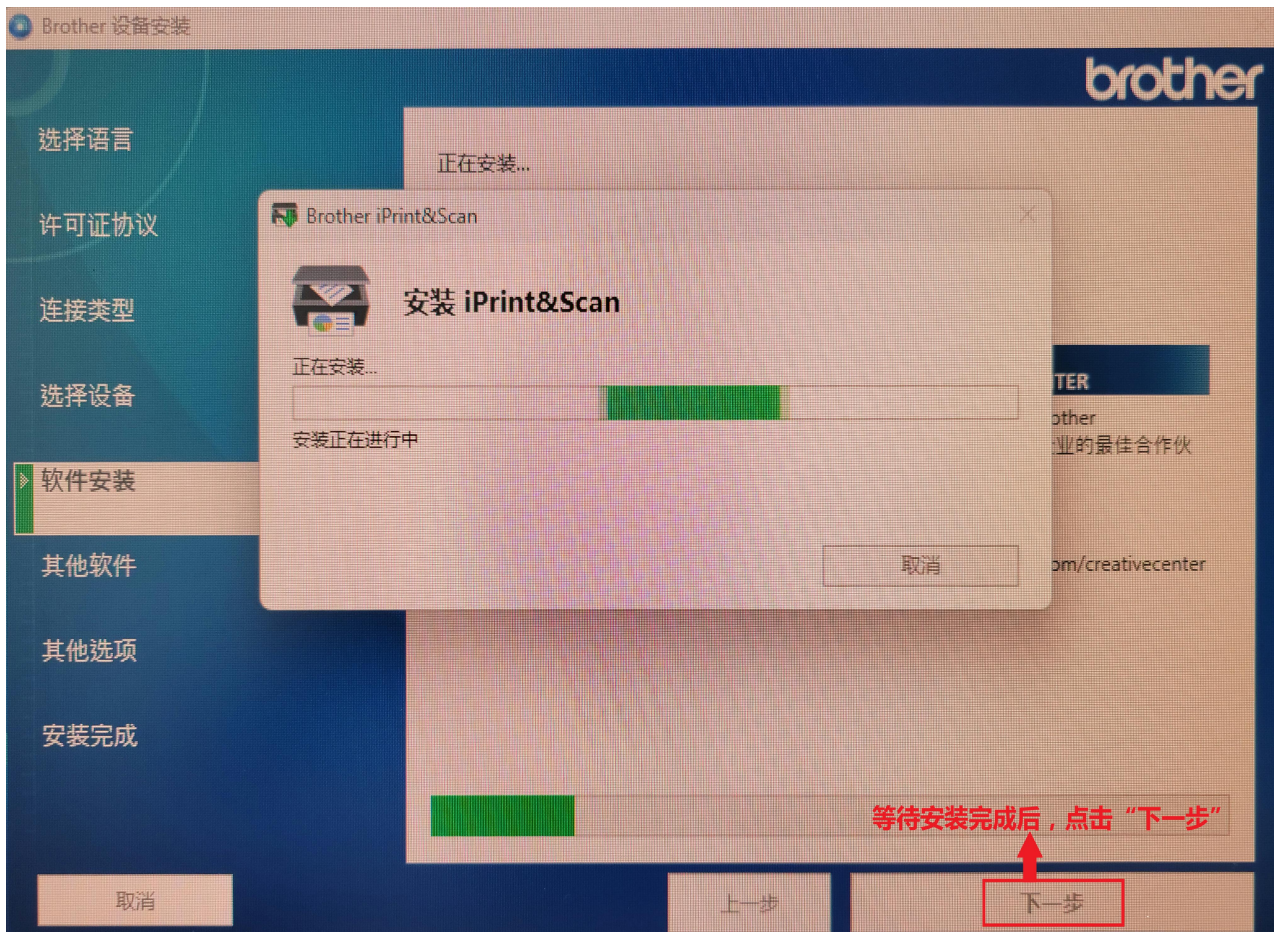 Brother 设备安装
brother
选择语言
许可证协议
连接类型
选择设备
软件安装
其他软件
其他选项
安装完成
正在安装...
Brother iPrint&Scan
安装 iPrint&Scan
正在安装...
安装正在进行中
取消
TER
other
业的最佳合作伙
om/creativecenter
等待安装完成后，点击“下一步”
取消
上一步
下一步